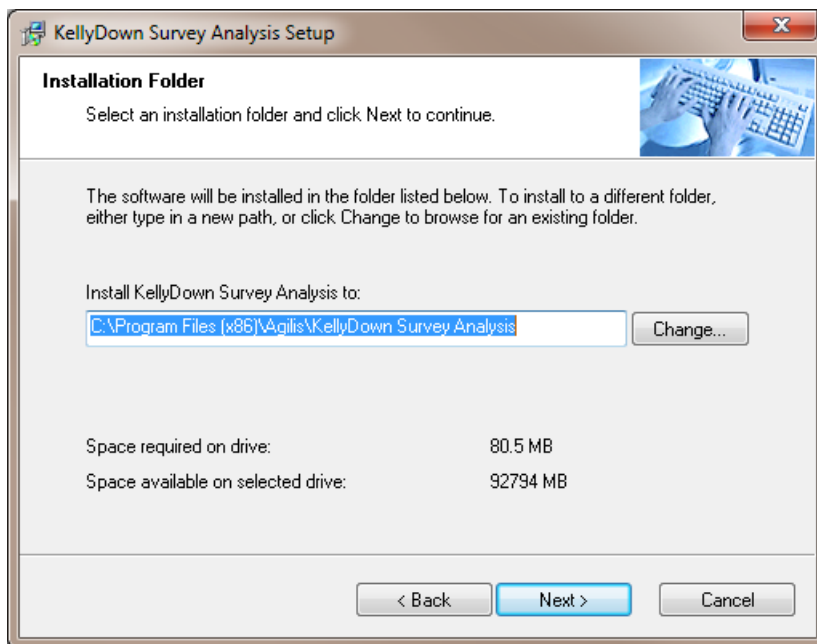 KellyDown Survey Analysis Setup
Installation Folder
Select an installation folder and click Next to continue.
The software will be installed in the folder listed below. To install to a different folder,
either type in a new path, or click Change to browse for an existing folder.
Install KellyDown Survey Analysis to:
C:\Program Files (x86)\Agilis\KellyDown Survey Analysis
Change...
Space required on drive: 80.5 MB
Space available on selected drive: 92794 MB
< Back Next > Cancel